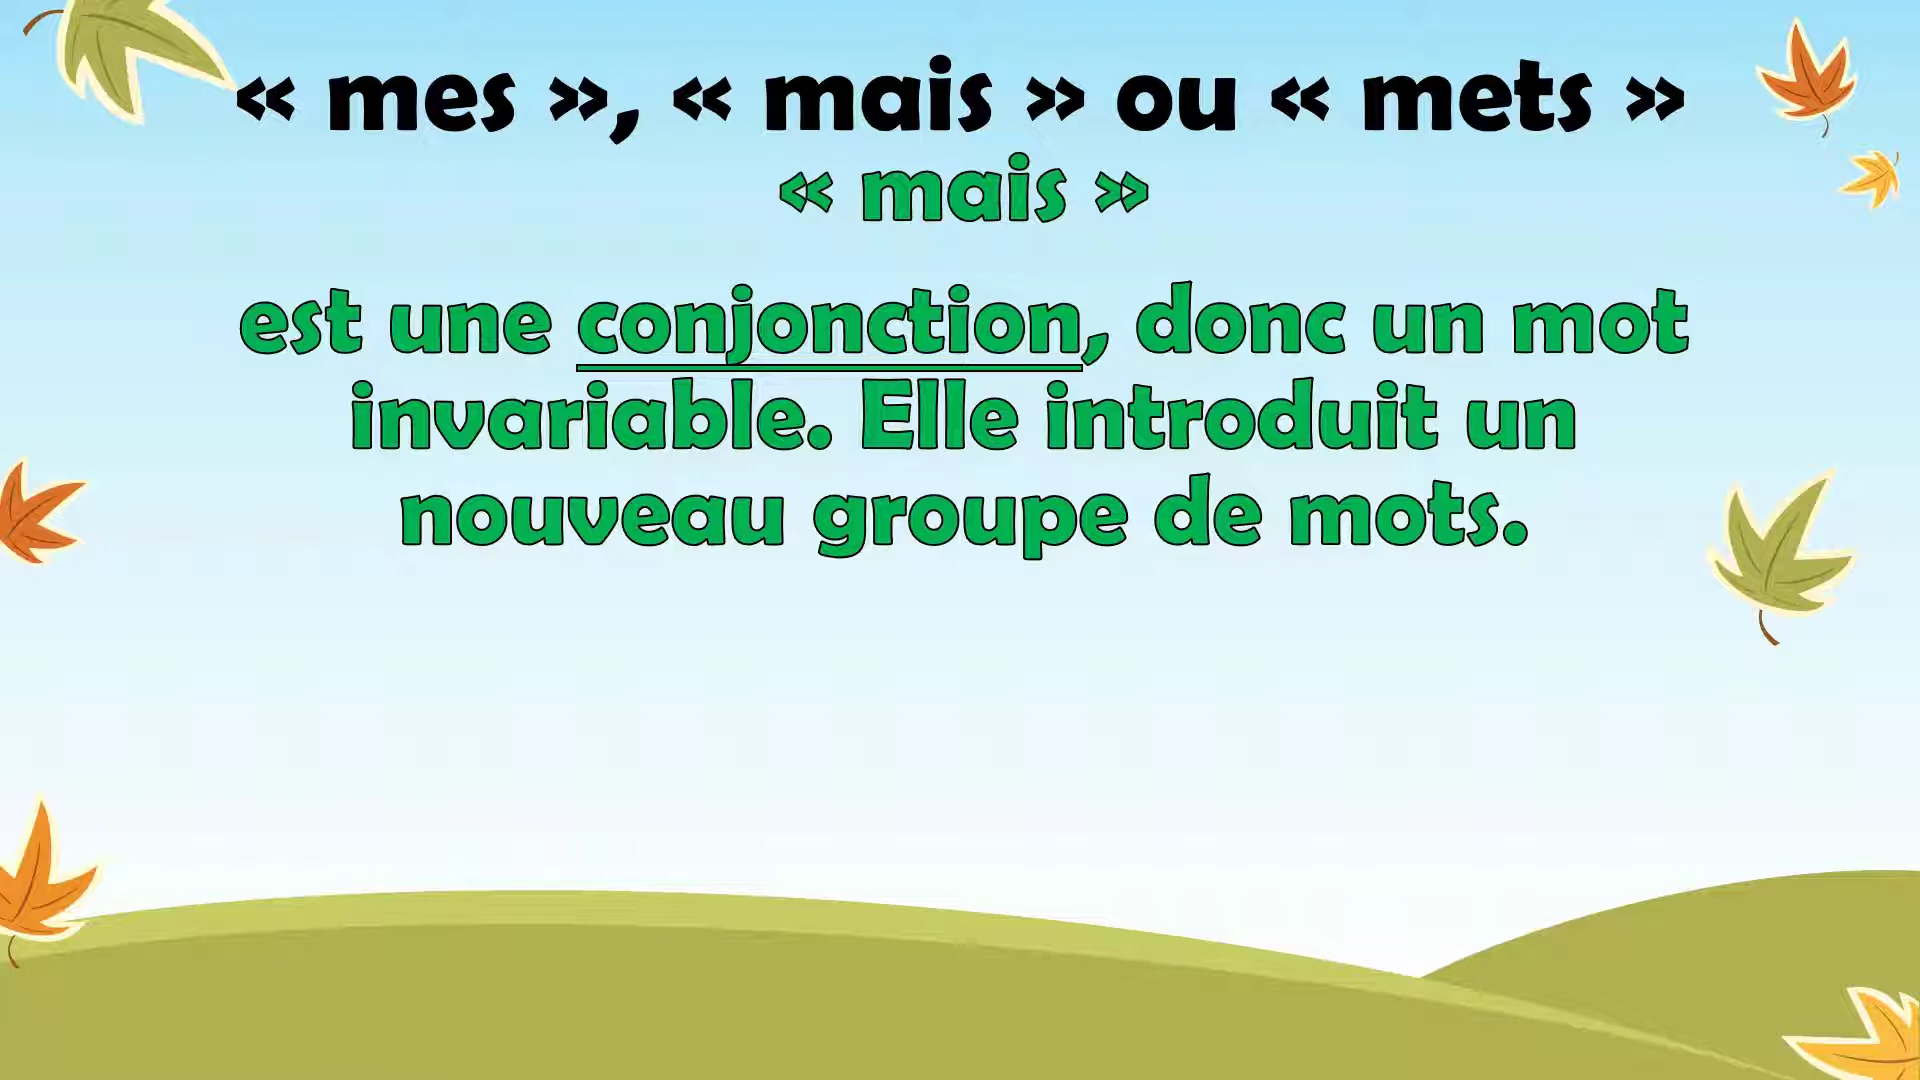 « mes », « mais » ou « mets »
« mais »
est une conjonction, donc un mot
invariable. Elle introduit un
nouveau groupe de mots.